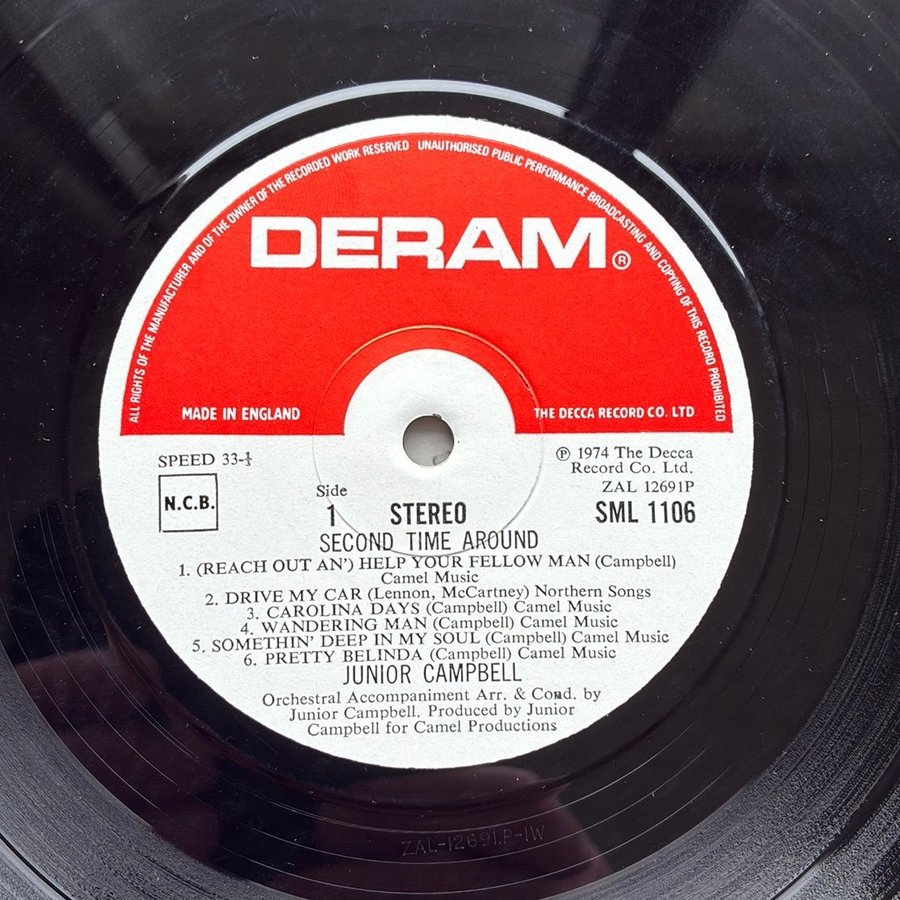 ALL RIGHTS OF THE MANUFACTURER AND OF THE OWNER OF THE RECORDED WORK RESERVED UNAUTHORISED PUBLIC PERFORMANCE BROADCASTING AND COPYING OF THIS RECORD PROHIBITED
DERAM®
MADE IN ENGLAND
THE DECCA RECORD CO. LTD
SPEED 33-⅓
N.C.B.
℗ 1974 The Decca
Record Co. Ltd.
ZAL 12691P
Side
1 STEREO SML 1106
SECOND TIME AROUND
1. (REACH OUT AN') HELP YOUR FELLOW MAN (Campbell)
Camel Music
2. DRIVE MY CAR (Lennon, McCartney) Northern Songs
3. CAROLINA DAYS (Campbell) Camel Music
4. WANDERING MAN (Campbell) Camel Music
5. SOMETHIN' DEEP IN MY SOUL (Campbell) Camel Music
6. PRETTY BELINDA (Campbell) Camel Music
JUNIOR CAMPBELL
Orchestral Accompaniment Arr. & Cond. by
Junior Campbell. Produced by Junior
Campbell for Camel Productions
ZAL-12691.P-1W